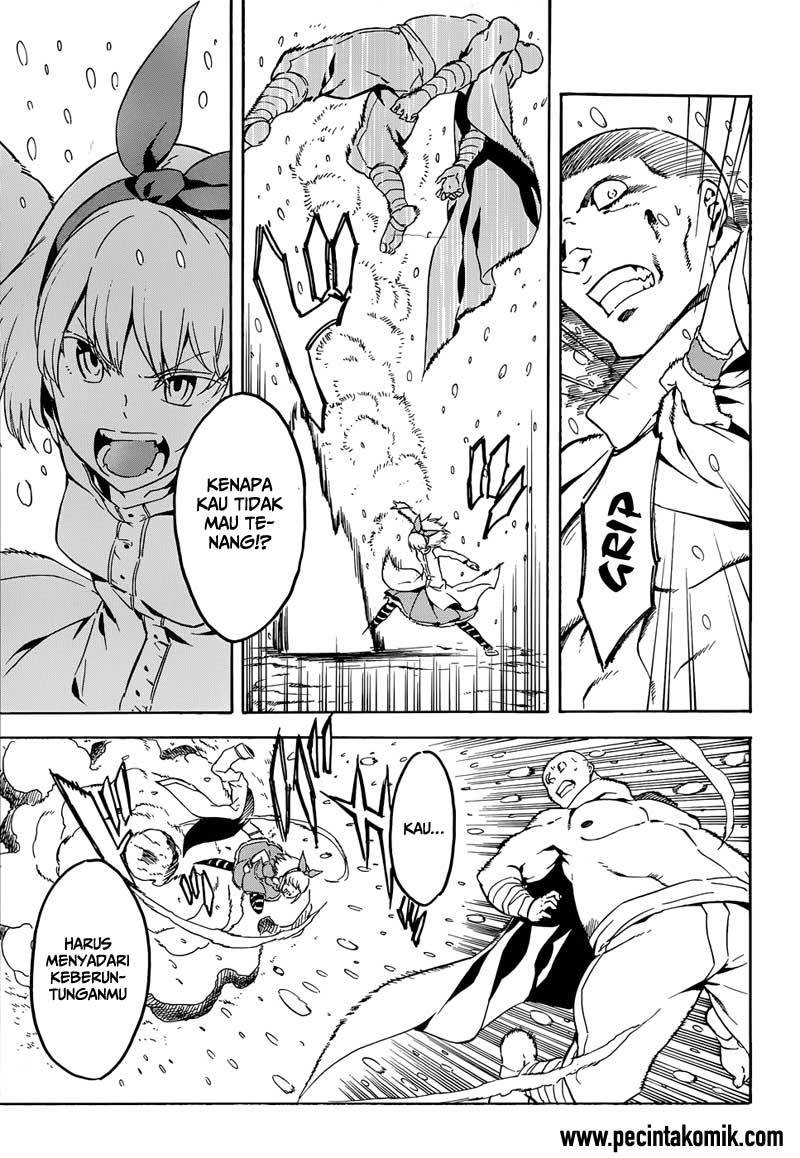 GRIP
KENAPA
KAU TIDAK
MAU TE-
NANG!?
KAU...
HARUS
MENYADARI
KEBERUN-
TUNGANMU
www.pecintakomik.com